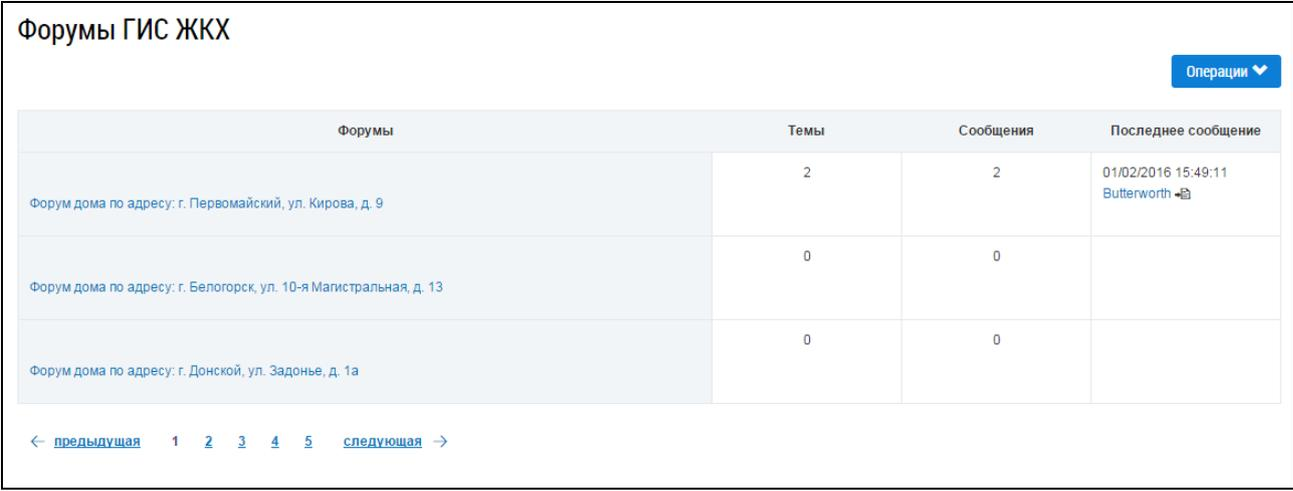 Форумы ГИС ЖКХ
Операции
Форумы Темы Сообщения Последнее сообщение
2 2 01/02/2016 15:49:11
Butterworth
Форум дома по адресу: г. Первомайский, ул. Кирова, д. 9
0 0
Форум дома по адресу: г. Белогорск, ул. 10-я Магистральная, д. 13
0 0
Форум дома по адресу: г. Донской, ул. Задонье, д. 1а
← предыдущая 1 2 3 4 5 следующая →